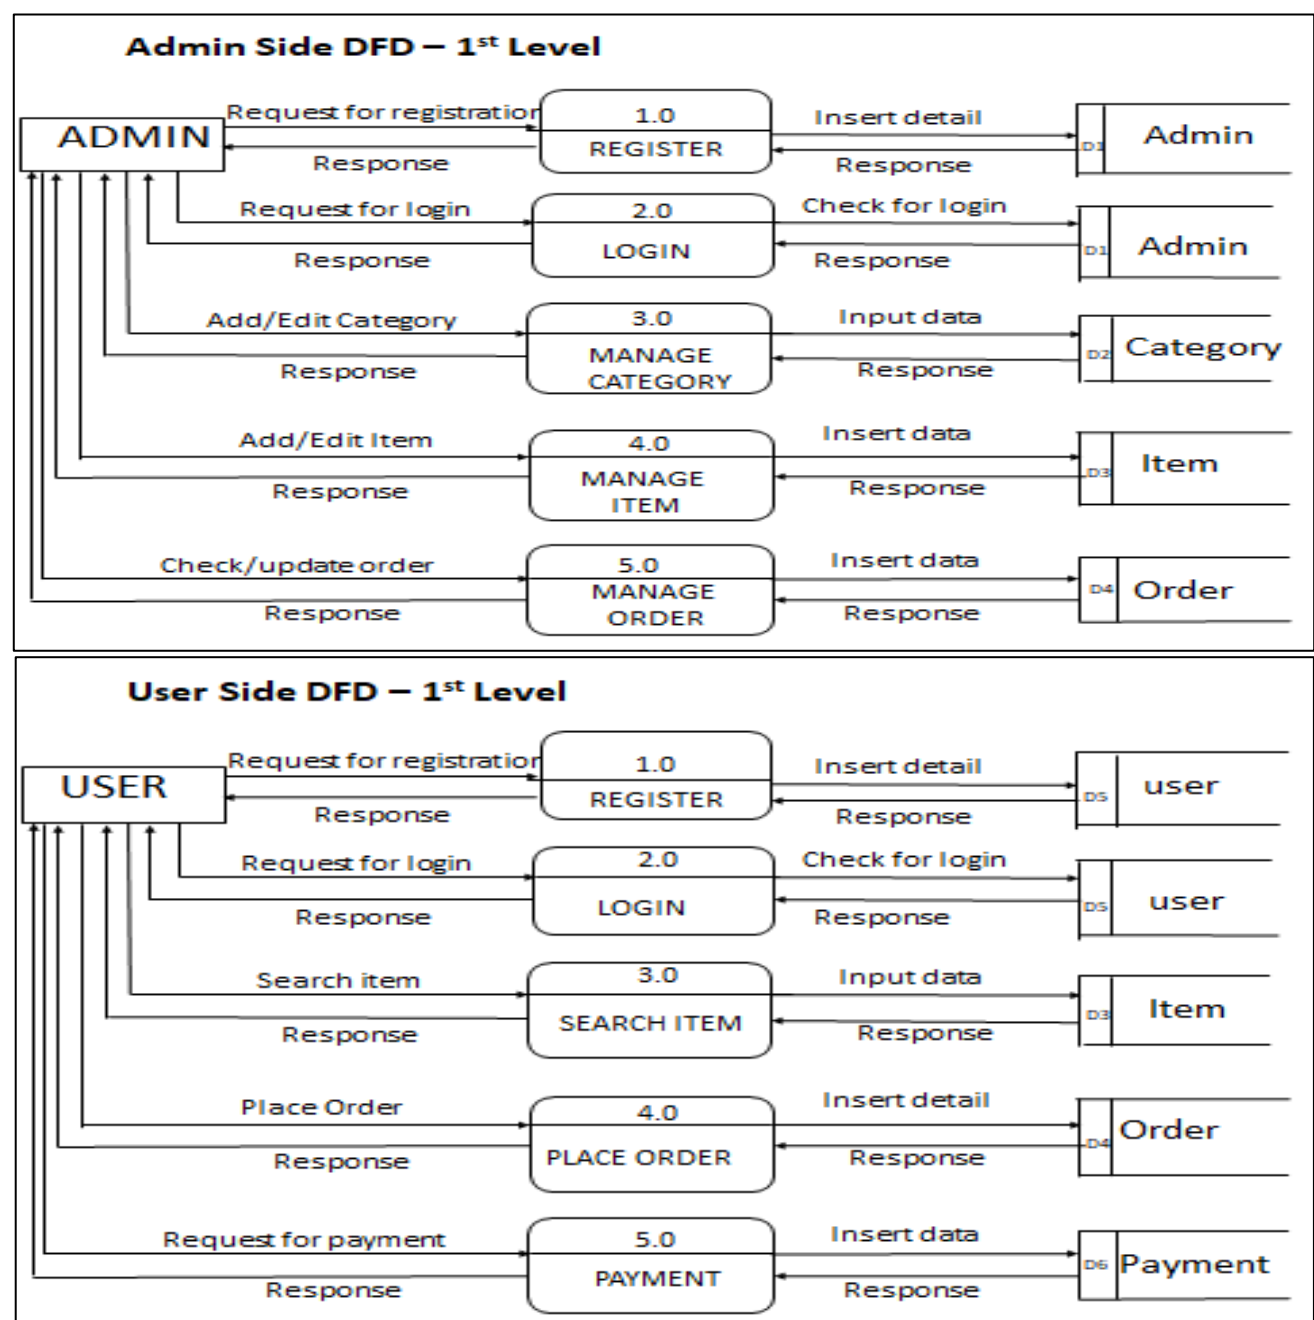 Admin Side DFD – 1st Level
Request for registration
1.0
Insert detail
ADMIN
REGISTER
D1
Admin
Response
Response
Request for login
2.0
Check for login
LOGIN
D1
Admin
Response
Response
Add/Edit Category
3.0
Input data
MANAGE
CATEGORY
D2
Category
Response
Response
Add/Edit Item
4.0
Insert data
MANAGE
ITEM
D3
Item
Response
Response
Check/update order
5.0
Insert data
MANAGE
ORDER
D4
Order
Response
Response
User Side DFD – 1st Level
Request for registration
1.0
Insert detail
USER
REGISTER
D5
user
Response
Response
Request for login
2.0
Check for login
LOGIN
D5
user
Response
Response
Search item
3.0
Input data
SEARCH ITEM
D3
Item
Response
Response
Place Order
4.0
Insert detail
PLACE ORDER
D4
Order
Response
Response
Request for payment
5.0
Insert data
PAYMENT
D6
Payment
Response
Response